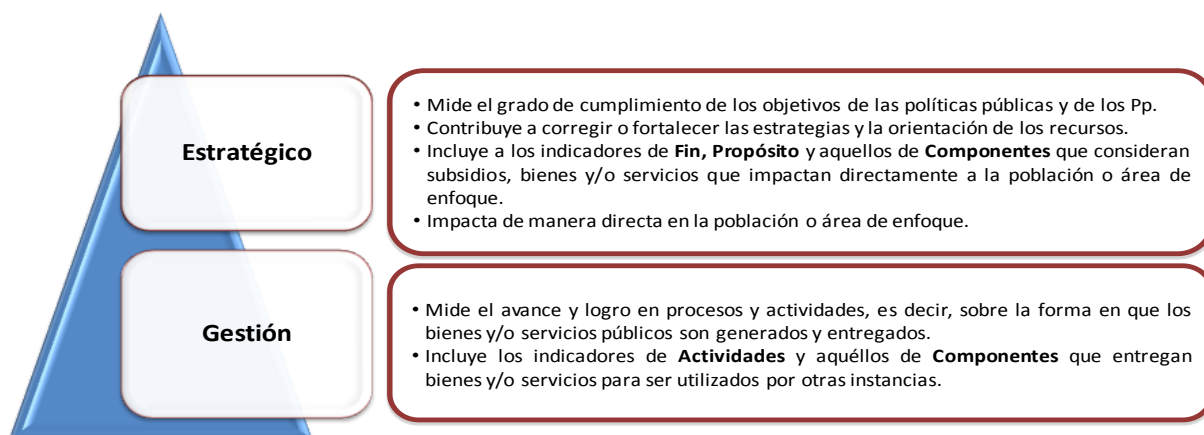 Estratégico
• Mide el grado de cumplimiento de los objetivos de las políticas públicas y de los Pp.
• Contribuye a corregir o fortalecer las estrategias y la orientación de los recursos.
• Incluye a los indicadores de Fin, Propósito y aquellos de Componentes que consideran
subsidios, bienes y/o servicios que impactan directamente a la población o área de
enfoque.
• Impacta de manera directa en la población o área de enfoque.
Gestión
• Mide el avance y logro en procesos y actividades, es decir, sobre la forma en que los
bienes y/o servicios públicos son generados y entregados.
• Incluye los indicadores de Actividades y aquéllos de Componentes que entregan
bienes y/o servicios para ser utilizados por otras instancias.